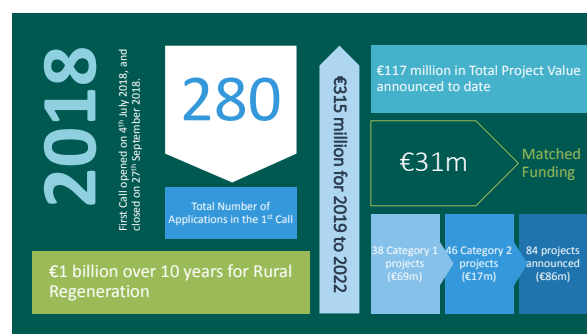 2018
First Call opened on 4th July 2018, and
closed on 27th September 2018.
280
Total Number of
Applications in the 1st Call
€1 billion over 10 years for Rural
Regeneration
€315 million for 2019 to 2022
€117 million in Total Project Value
announced to date
€31m
Matched
Funding
38 Category 1
projects
(€69m)
46 Category 2
projects
(€17m)
84 projects
announced
(€86m)